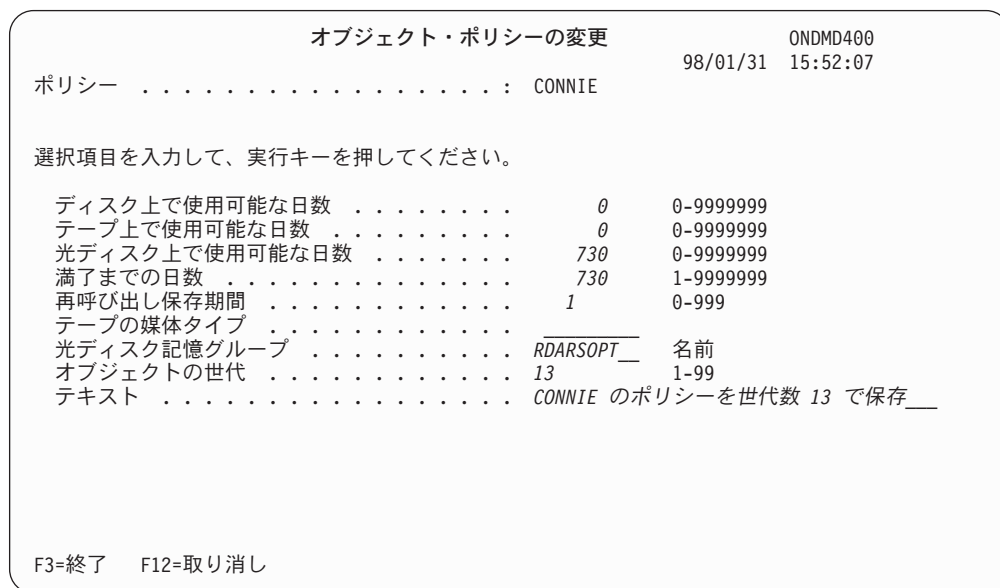 オブジェクト・ポリシーの変更 ONDMD400
98/01/31 15:52:07
ポリシー . . . . . . . . . . . . . . . . . . : CONNIE
選択項目を入力して、実行キーを押してください。
ディスク上で使用可能な日数 . . . . . . . . 0 0-9999999
テープ上で使用可能な日数 . . . . . . . . . 0 0-9999999
光ディスク上で使用可能な日数 . . . . . . . 730 0-9999999
満了までの日数 . . . . . . . . . . . . . . 730 1-9999999
再呼び出し保存期間 . . . . . . . . . . . . 1 0-999
テープの媒体タイプ . . . . . . . . . . . . __________
光ディスク記憶グループ . . . . . . . . . . RDARSOPT__ 名前
オブジェクトの世代 . . . . . . . . . . . . 13 1-99
テキスト . . . . . . . . . . . . . . . . . CONNIE のポリシーを世代数 13 で保存___
F3=終了 F12=取り消し